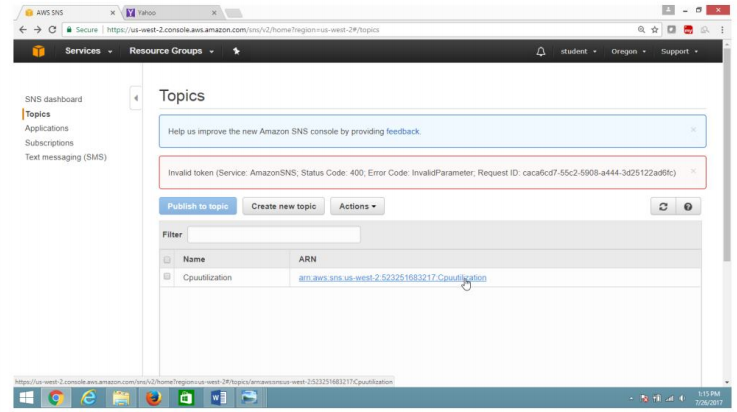 AWS SNS
Yahoo
Secure
https://us-west-2.console.aws.amazon.com/sns/v2/home?region=us-west-2#/topics
Services
Resource Groups
student
Oregon
Support
SNS dashboard
Topics
Applications
Subscriptions
Text messaging (SMS)
Topics
Help us improve the new Amazon SNS console by providing feedback.
Invalid token (Service: AmazonSNS; Status Code: 400; Error Code: InvalidParameter; Request ID: caca6cd7-55c2-5908-a444-3d25122ad6fc)
Publish to topic
Create new topic
Actions
Filter
Name
ARN
Cpuutilization
arn:aws:sns:us-west-2:523251683217:Cpuutilization
https://us-west-2.console.aws.amazon.com/sns/v2/home?region=us-west-2#/topics/arn:aws:sns:us-west-2:523251683217:Cpuutilization
1:15 PM
7/26/2017